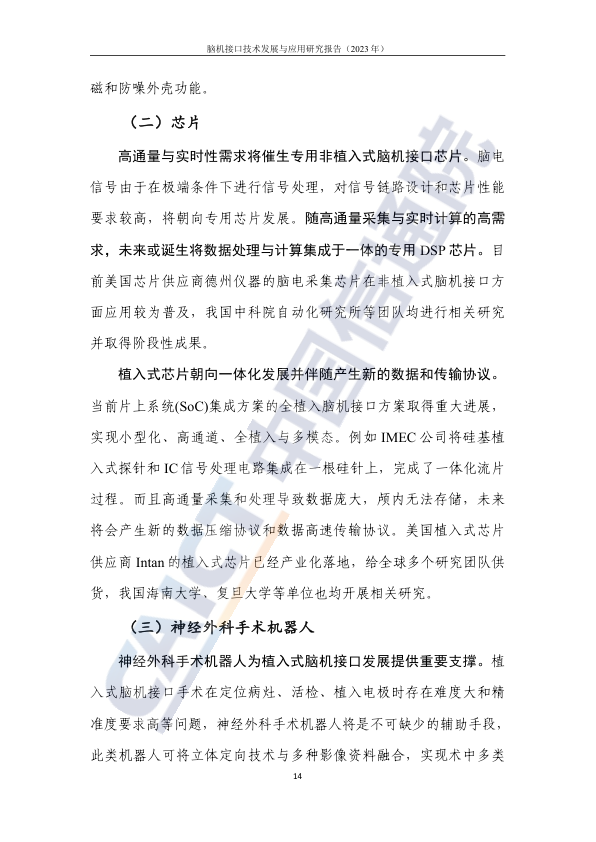 脑机接口技术发展与应用研究报告（2023 年）
磁和防噪外壳功能。
（二）芯片
高通量与实时性需求将催生专用非植入式脑机接口芯片。脑电
信号由于在极端条件下进行信号处理，对信号链路设计和芯片性能
要求较高，将朝向专用芯片发展。随高通量采集与实时计算的高需
求，未来或诞生将数据处理与计算集成于一体的专用 DSP 芯片。目
前美国芯片供应商德州仪器的脑电采集芯片在非植入式脑机接口方
面应用较为普及，我国中科院自动化研究所等团队均进行相关研究
并取得阶段性成果。
植入式芯片朝向一体化发展并伴随产生新的数据和传输协议。
当前片上系统(SoC)集成方案的全植入脑机接口方案取得重大进展，
实现小型化、高通道、全植入与多模态。例如 IMEC 公司将硅基植
入式探针和 IC 信号处理电路集成在一根硅针上，完成了一体化流片
过程。而且高通量采集和处理导致数据庞大，颅内无法存储，未来
将会产生新的数据压缩协议和数据高速传输协议。美国植入式芯片
供应商 Intan 的植入式芯片已经产业化落地，给全球多个研究团队供
货，我国海南大学、复旦大学等单位也均开展相关研究。
（三）神经外科手术机器人
神经外科手术机器人为植入式脑机接口发展提供重要支撑。植
入式脑机接口手术在定位病灶、活检、植入电极时存在难度大和精
准度要求高等问题，神经外科手术机器人将是不可缺少的辅助手段，
此类机器人可将立体定向技术与多种影像资料融合，实现术中多类
14
CAICT 中国信通院